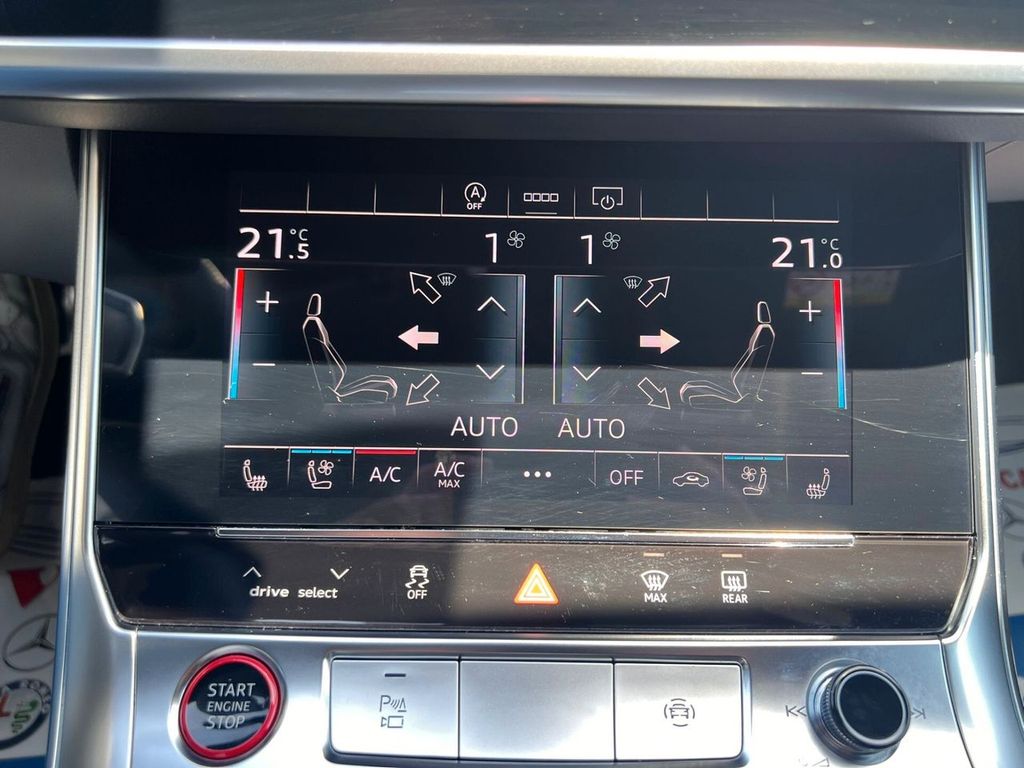 A
OFF
21.5 °C 1 1 21.0 °C
AUTO AUTO
A/C A/C MAX ... OFF
drive select OFF MAX REAR
START
ENGINE
STOP
P